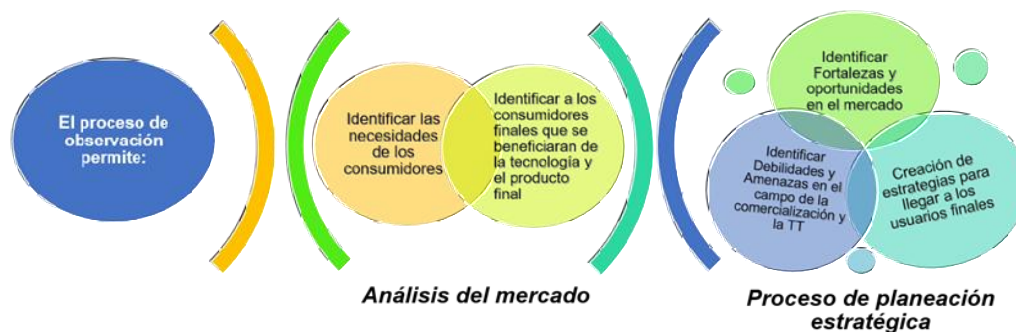 El proceso de
observación
permite:
Identificar las
necesidades
de los
consumidores
Identificar a los
consumidores
finales que se
beneficiaran de
la tecnología y
el producto
final
Análisis del mercado
Identificar
Fortalezas y
oportunidades
en el mercado
Identificar
Debilidades y
Amenazas en el
campo de la
comercialización y
la TT
Creación de
estrategias para
llegar a los
usuarios finales
Proceso de planeación
estratégica